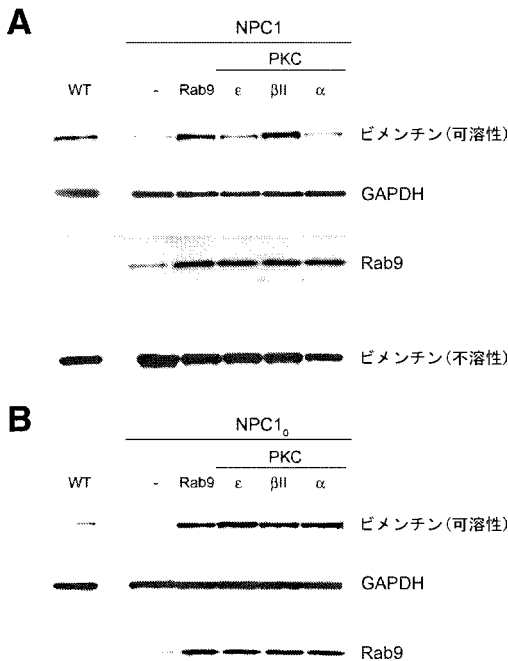 A
NPC1
PKC
WT - Rab9 ε βII α
ビメンチン(可溶性)
GAPDH
Rab9
ビメンチン(不溶性)
B
NPC1₀
PKC
WT - Rab9 ε βII α
ビメンチン(可溶性)
GAPDH
Rab9